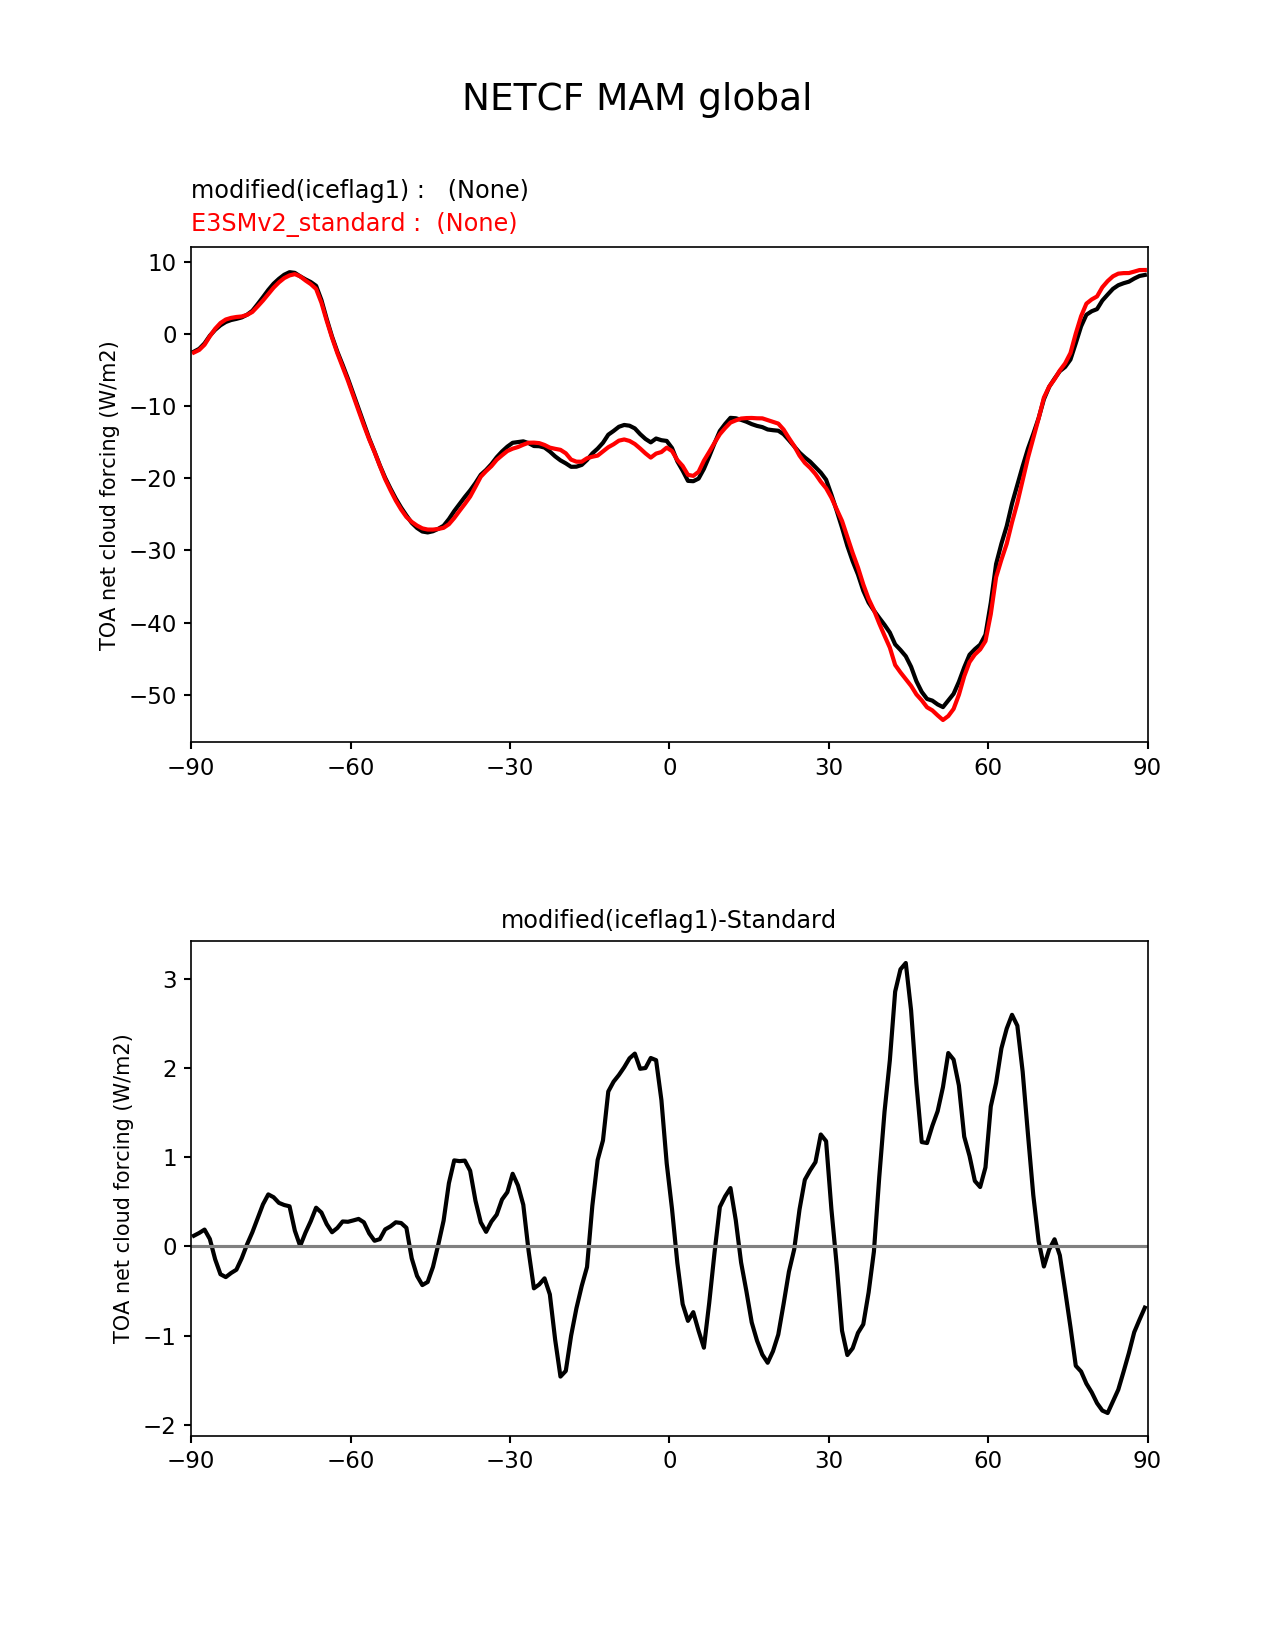 NETCF MAM global
modified(iceflag1) :   (None)
E3SMv2_standard :  (None)
TOA net cloud forcing (W/m2)
10
0
−10
−20
−30
−40
−50
−90 −60 −30 0 30 60 90
modified(iceflag1)-Standard
TOA net cloud forcing (W/m2)
3
2
1
0
−1
−2
−90 −60 −30 0 30 60 90